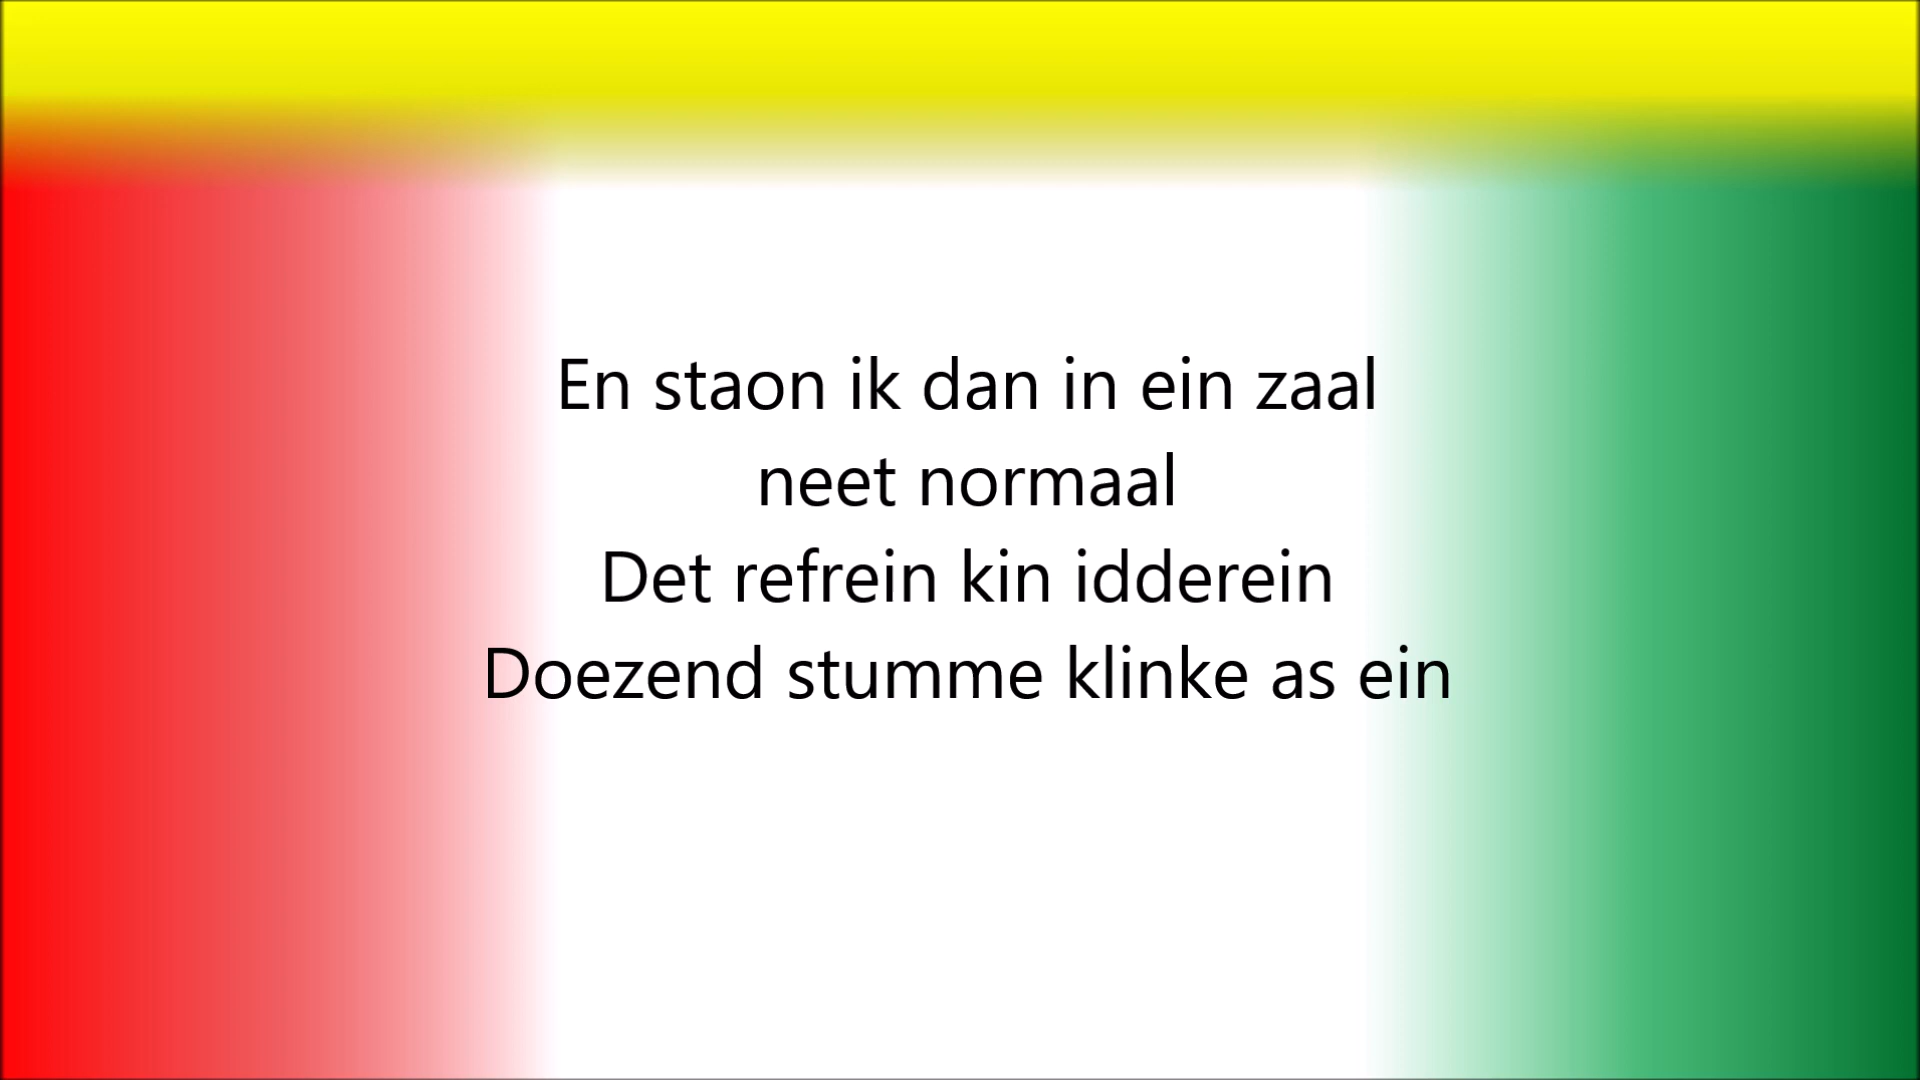 En staon ik dan in ein zaal
neet normaal
Det refrein kin idderein
Doezend stumme klinke as ein